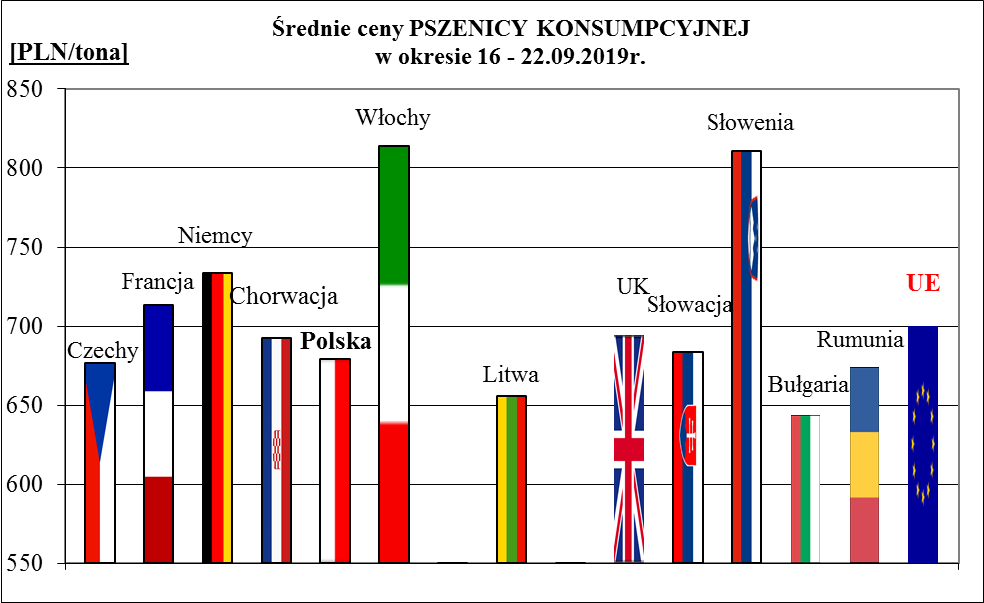 Średnie ceny PSZENICY KONSUMPCYJNEJ
w okresie 16 - 22.09.2019r.
[PLN/tona]
850
800
750
700
650
600
550
Czechy
Francja
Niemcy
Chorwacja
Polska
Włochy
Litwa
UK
Słowacja
Słowenia
Bułgaria
Rumunia
UE